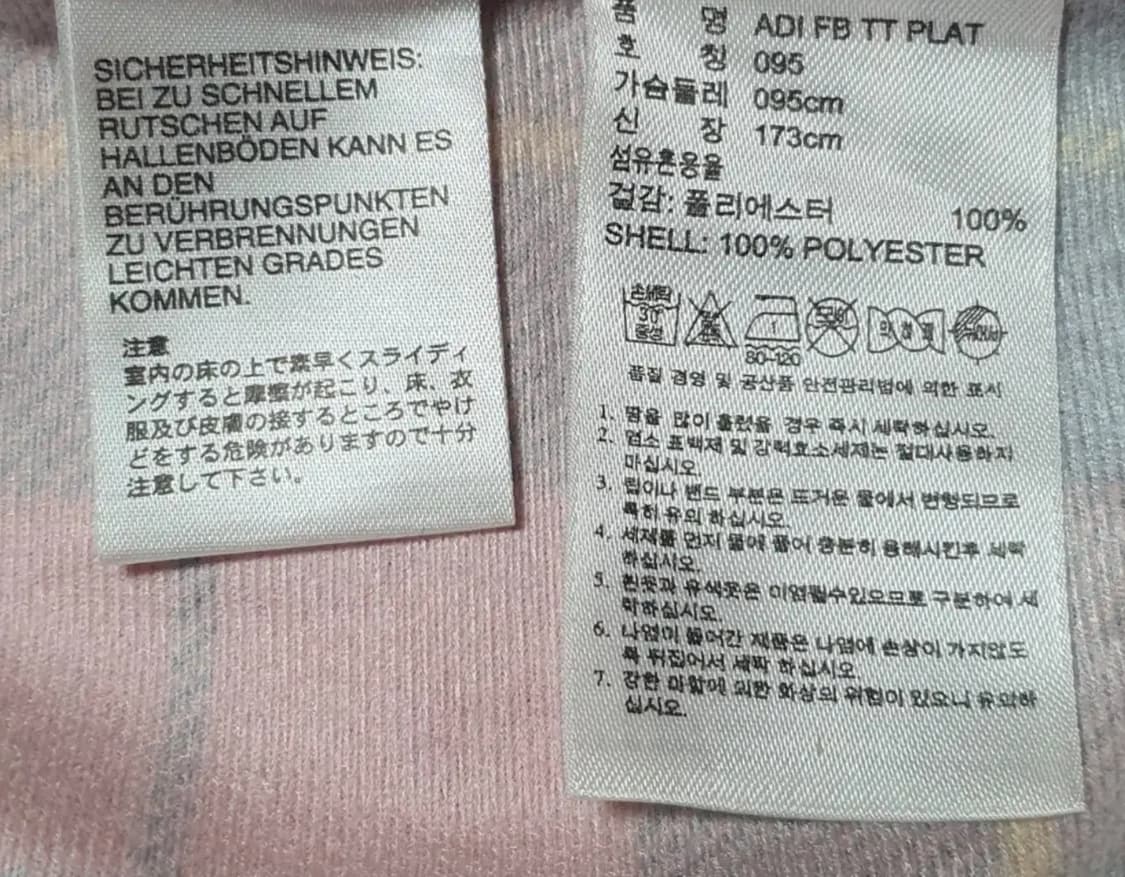 SICHERHEITSHINWEIS:
BEI ZU SCHNELLEM
RUTSCHEN AUF
HALLENBÖDEN KANN ES
AN DEN
BERÜHRUNGSPUNKTEN
ZU VERBRENNUNGEN
LEICHTEN GRADES
KOMMEN.
注意
室内の床の上で素早くスライディ
ングすると摩擦が起こり、床、衣
服及び皮膚の接するところでやけ
どをする危険がありますので十分
注意して下さい。
품 명 ADI FB TT PLAT
호 칭 095
가슴둘레 095cm
신 장 173cm
섬유혼용율
겉감: 폴리에스터 100%
SHELL: 100% POLYESTER
손세탁 30 중성
80-120
품질 경영 및 공산품 안전관리법에 의한 표시
1. 땀을 많이 흘렸을 경우 즉시 세탁하십시오.
2. 염소 표백제 및 강력효소세제는 절대사용하지
마십시오.
3. 립이나 밴드 부분은 뜨거운 물에서 변형되므로
특히 유의 하십시오.
4. 세제를 먼저 물에 풀어 충분히 용해시킨후 세탁
하십시오.
5. 흰옷과 유색옷은 이염될수있으므로 구분하여 세
탁하십시오.
6. 나염이 들어간 제품은 나염에 손상이 가지않도
록 뒤집어서 세탁 하십시오.
7. 강한 마찰에 의한 화상의 위험이 있으니 유의하
십시오.